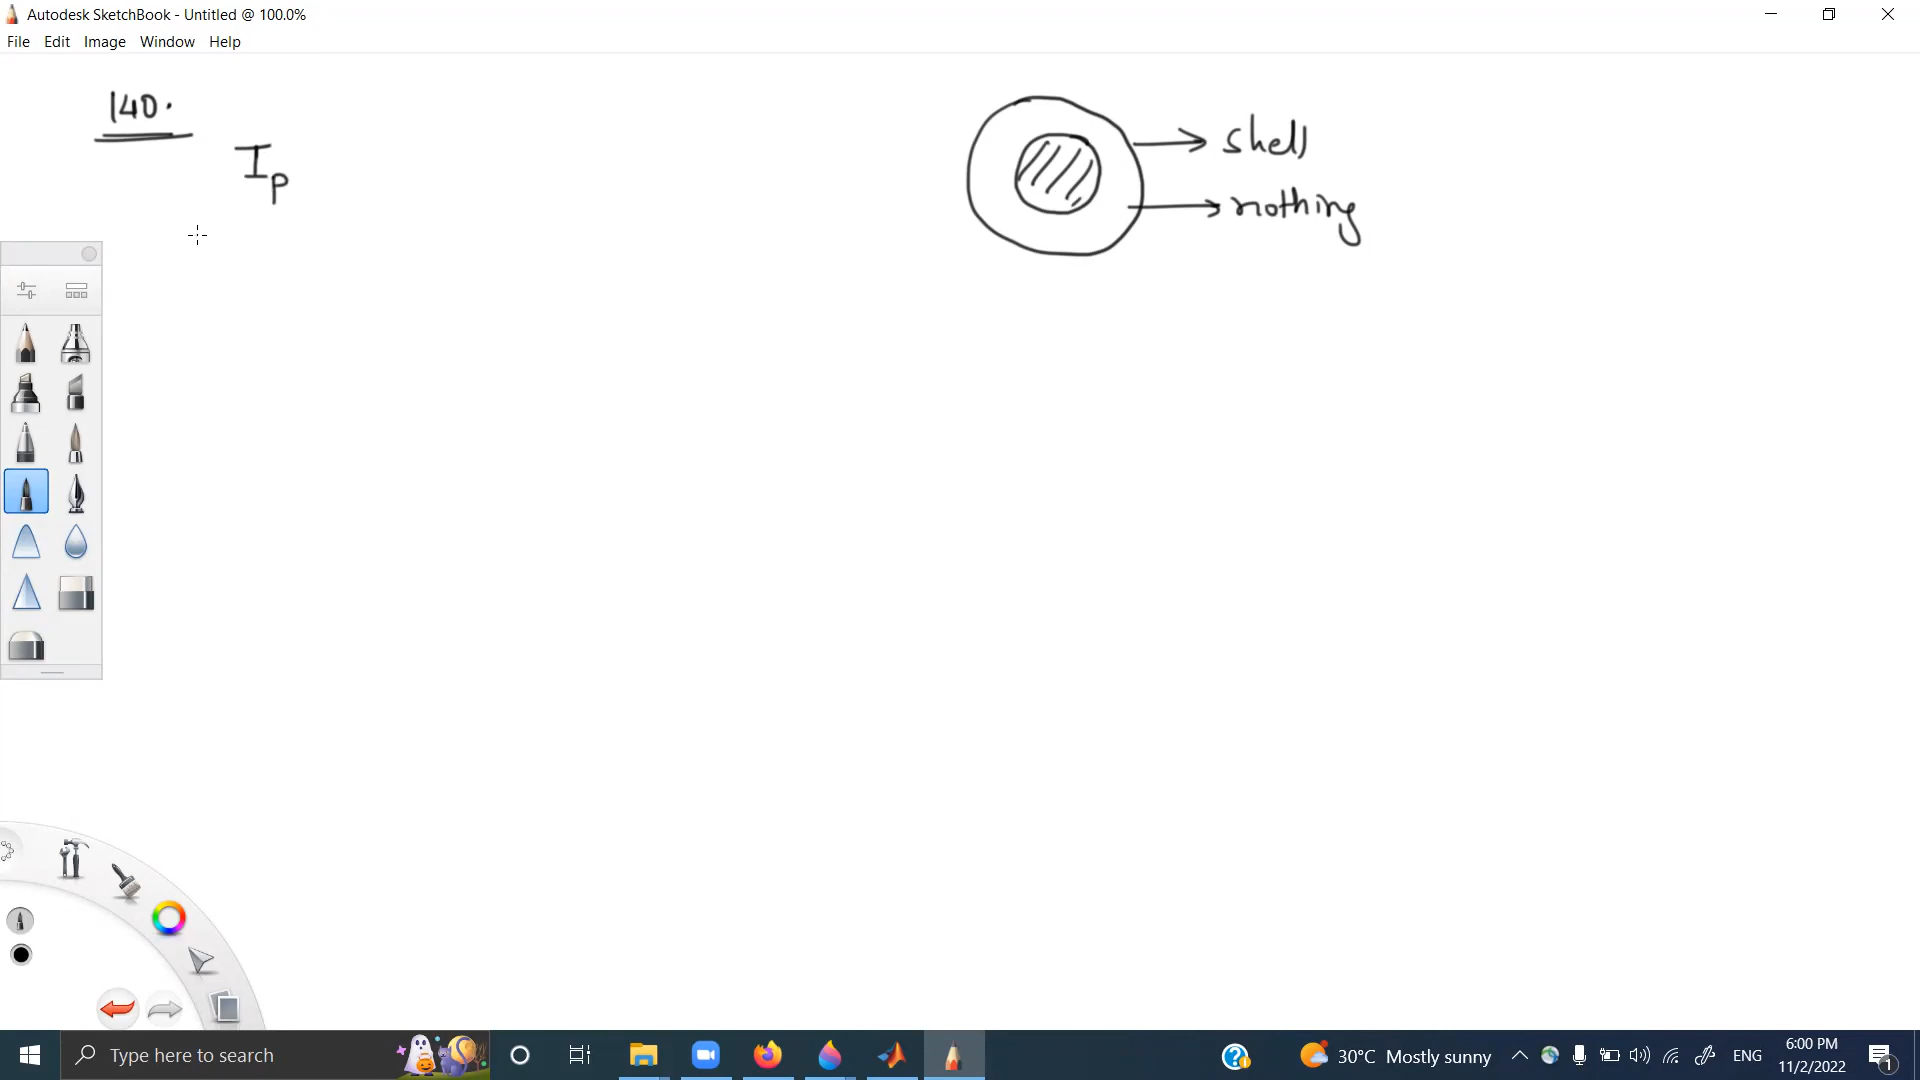 Autodesk SketchBook - Untitled @ 100.0%
File Edit Image Window Help
140.
I
p
shell
nothing
Type here to search
30°C Mostly sunny
ENG
6:00 PM
11/2/2022
1